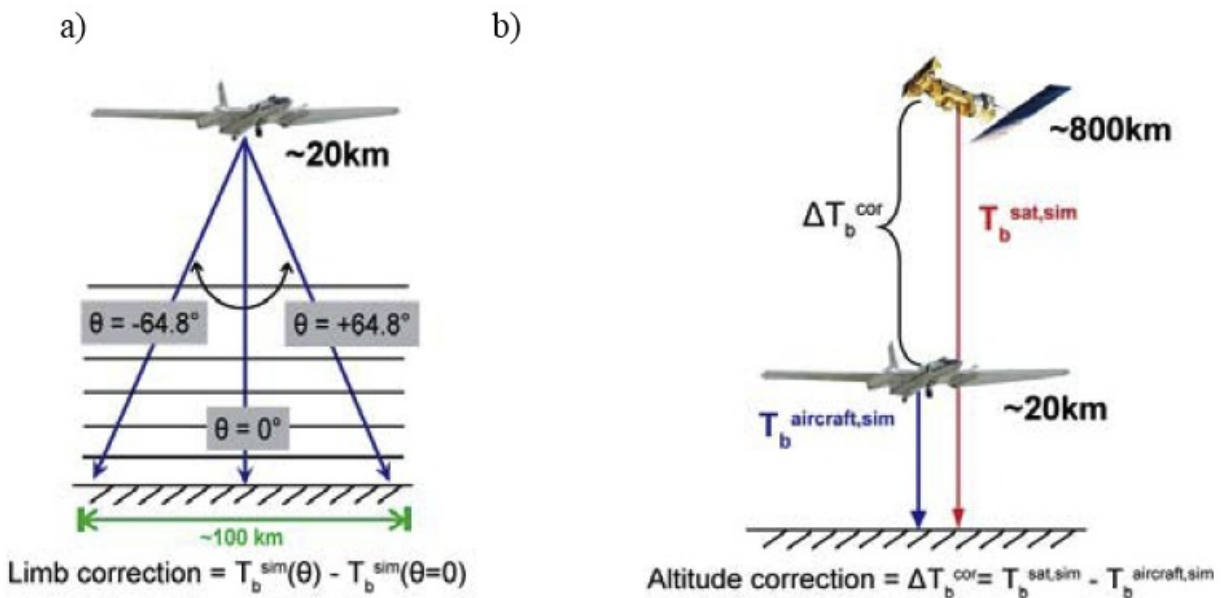 a)
~20km
θ = -64.8°
θ = +64.8°
θ = 0°
~100 km
Limb correction = T_b^sim(θ) - T_b^sim(θ=0)
b)
~800km
ΔT_b^cor
T_b^sat,sim
~20km
T_b^aircraft,sim
Altitude correction = ΔT_b^cor = T_b^sat,sim - T_b^aircraft,sim